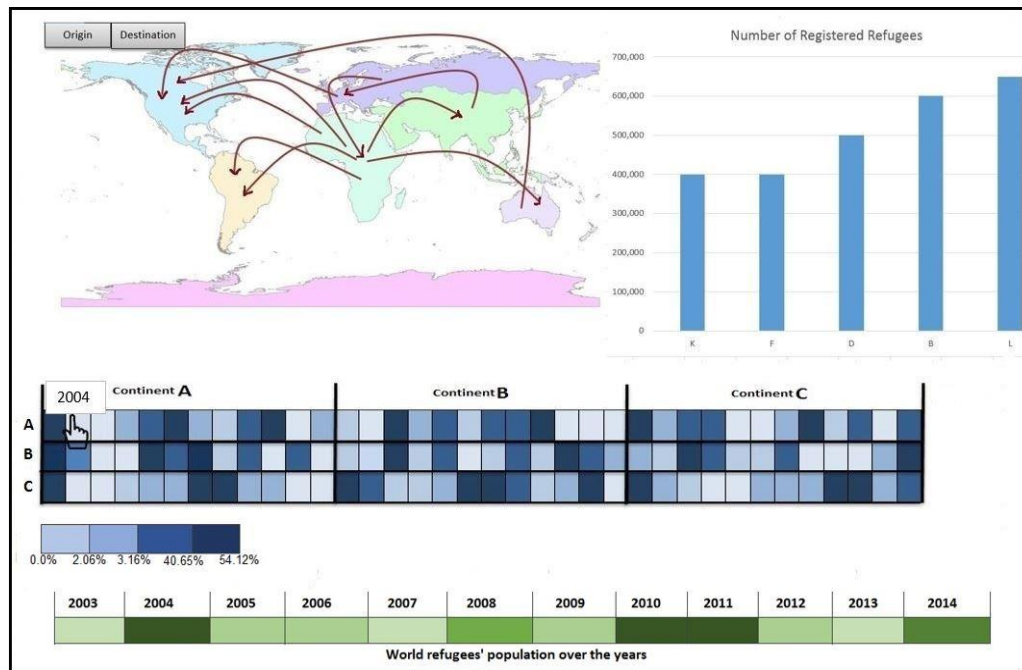 Origin Destination
Number of Registered Refugees
700,000
600,000
500,000
400,000
300,000
200,000
100,000
0
K F D B L
Continent A Continent B Continent C
2004
A
B
C
0.0% 2.06% 3.16% 40.65% 54.12%
2003 2004 2005 2006 2007 2008 2009 2010 2011 2012 2013 2014
World refugees' population over the years